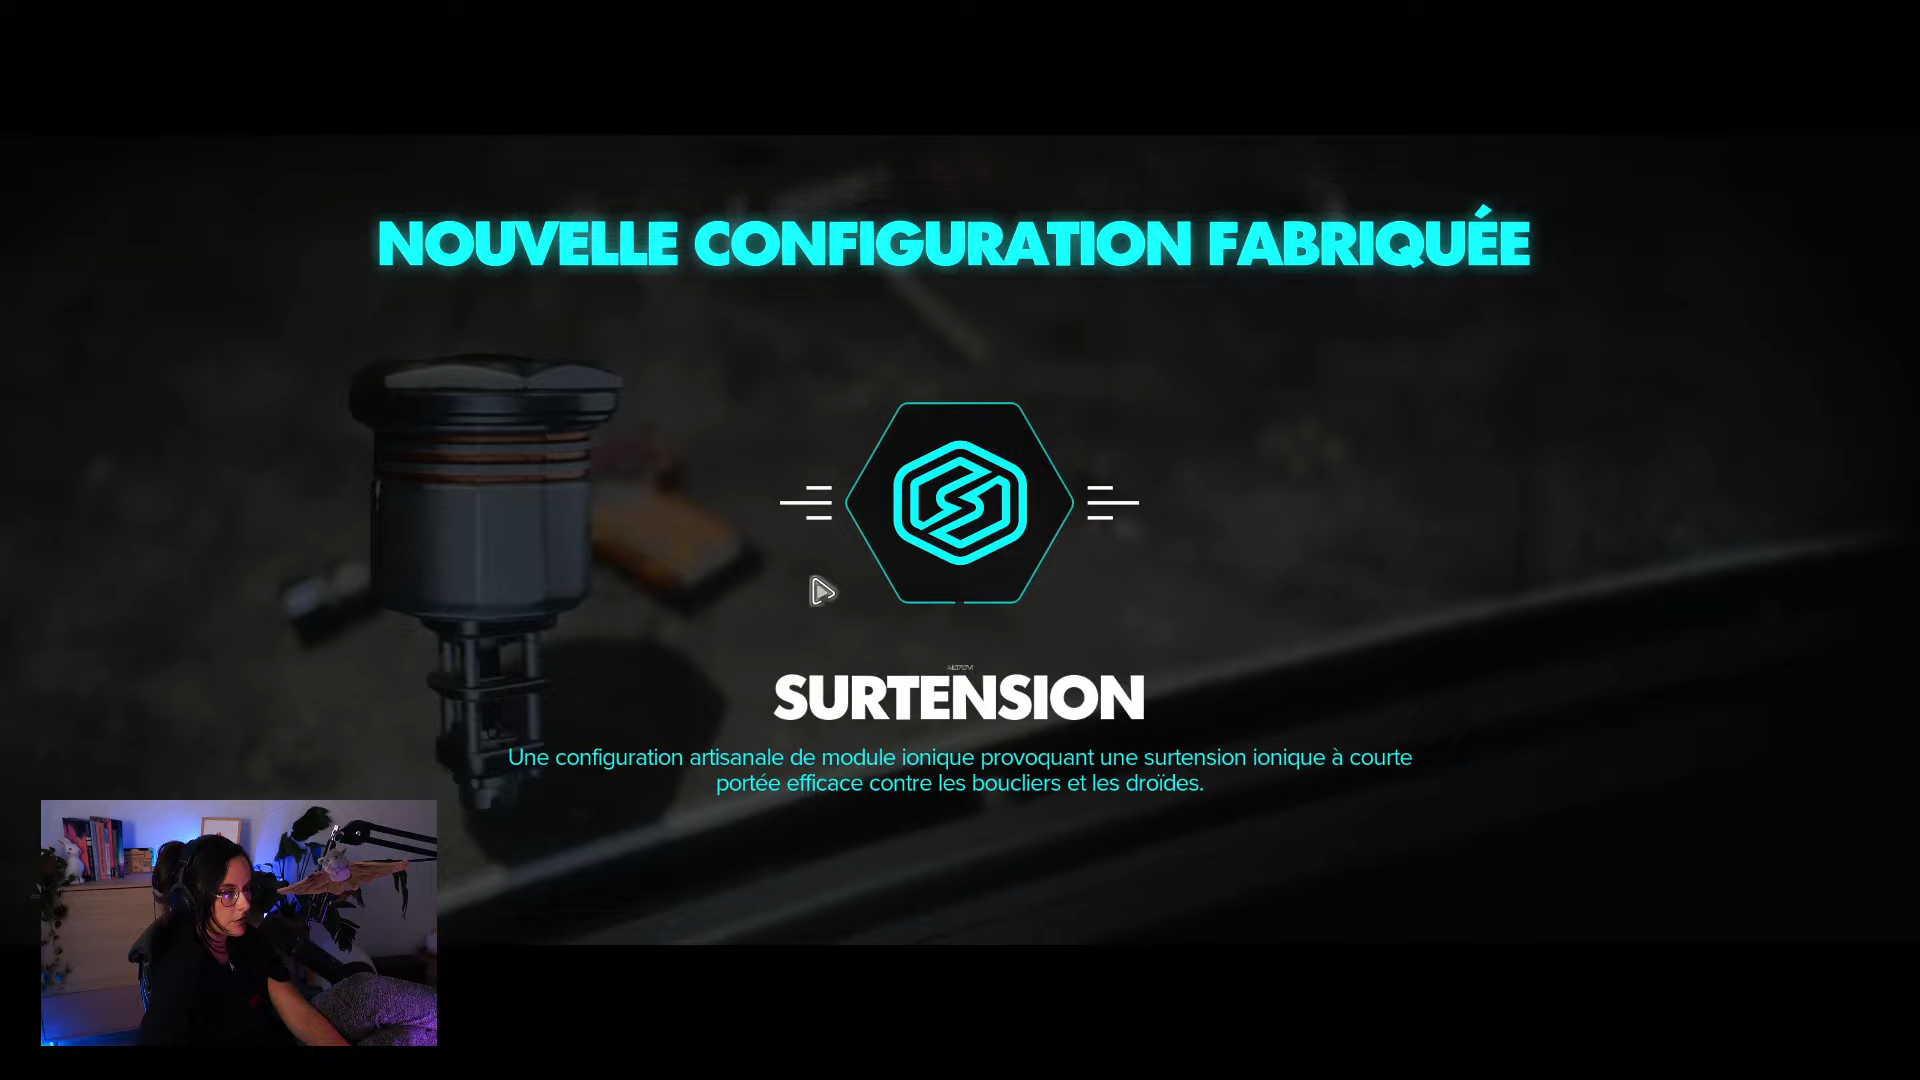 NOUVELLE CONFIGURATION FABRIQUÉE
SURTENSION
Une configuration artisanale de module ionique provoquant une surtension ionique à courte
portée efficace contre les boucliers et les droïdes.